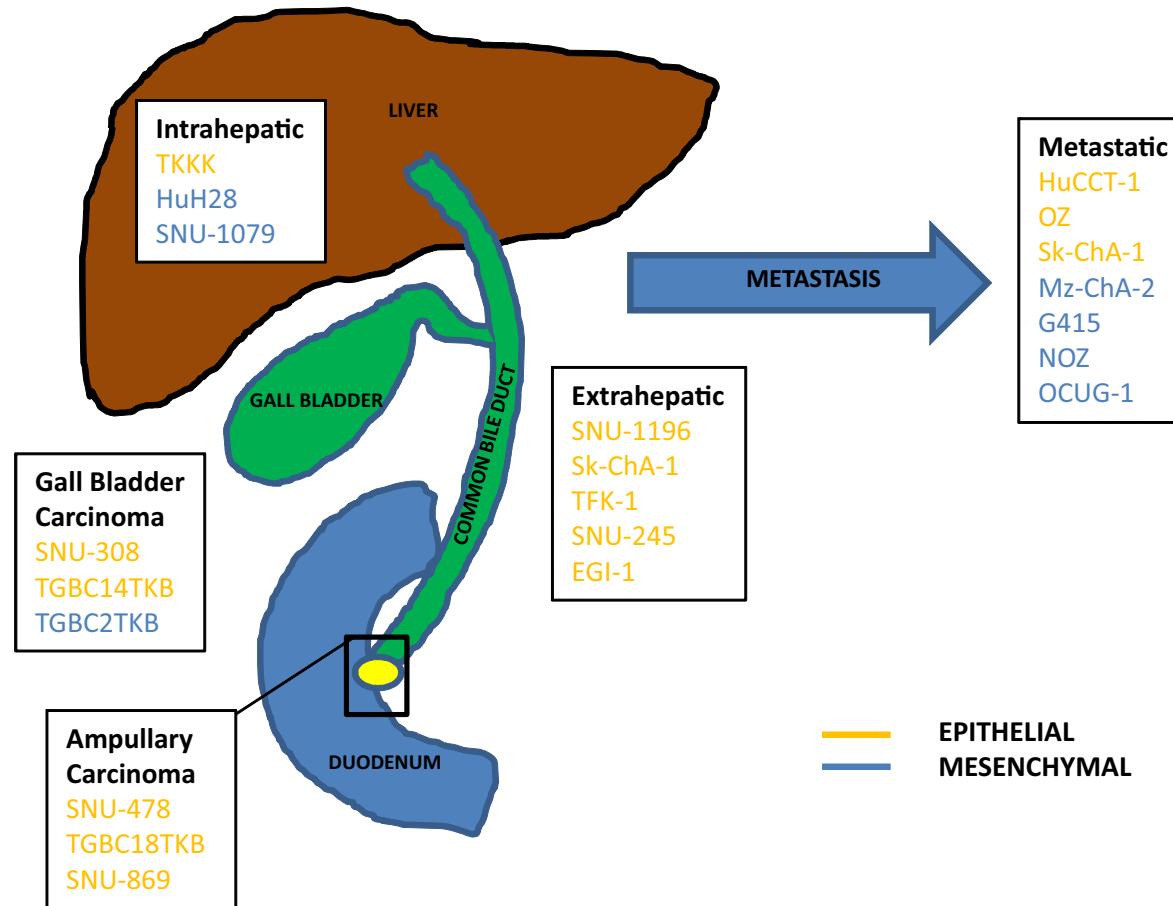 LIVER
Intrahepatic
TKKK
HuH28
SNU-1079
Metastatic
HuCCT-1
OZ
Sk-ChA-1
Mz-ChA-2
G415
NOZ
OCUG-1
METASTASIS
GALL BLADDER
COMMON BILE DUCT
Extrahepatic
SNU-1196
Sk-ChA-1
TFK-1
SNU-245
EGI-1
Gall Bladder
Carcinoma
SNU-308
TGBC14TKB
TGBC2TKB
Ampullary
Carcinoma
SNU-478
TGBC18TKB
SNU-869
DUODENUM
EPITHELIAL
MESENCHYMAL